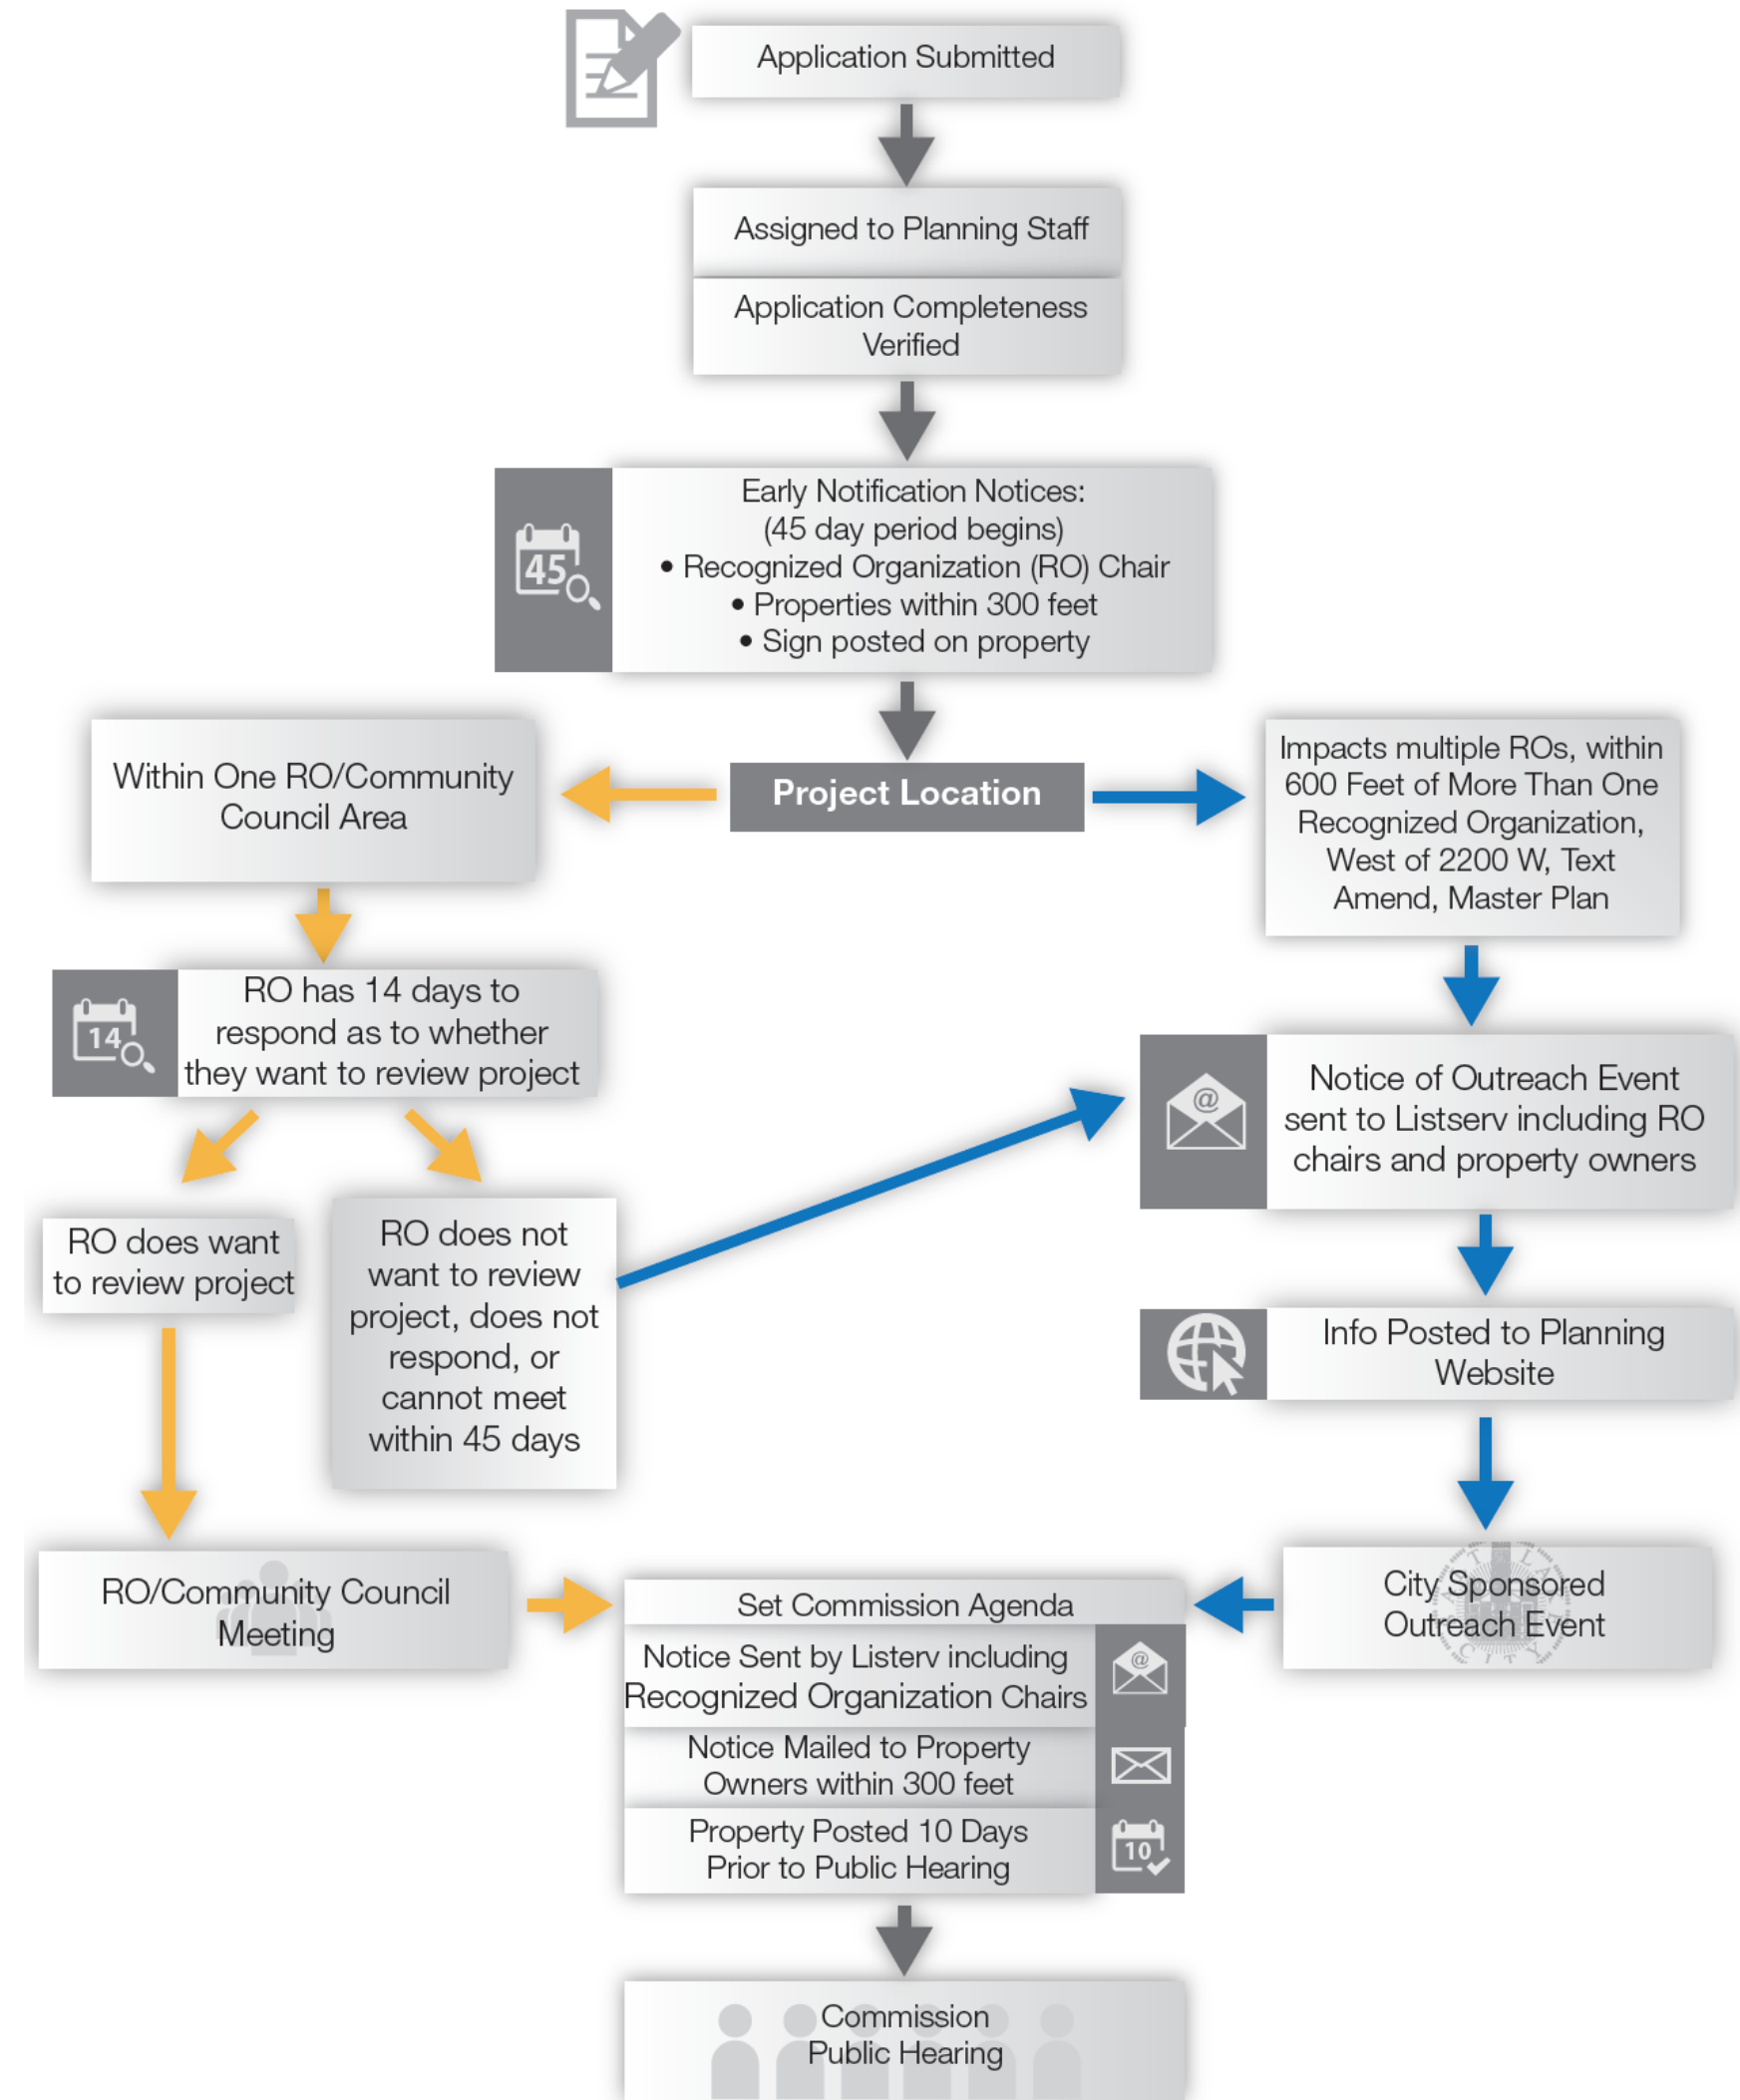 Application Submitted
Assigned to Planning Staff
Application Completeness
Verified
45
Early Notification Notices:
(45 day period begins)
• Recognized Organization (RO) Chair
• Properties within 300 feet
• Sign posted on property
Project Location
Within One RO/Community
Council Area
Impacts multiple ROs, within
600 Feet of More Than One
Recognized Organization,
West of 2200 W, Text
Amend, Master Plan
14
RO has 14 days to
respond as to whether
they want to review project
@
Notice of Outreach Event
sent to Listserv including RO
chairs and property owners
RO does want
to review project
RO does not
want to review
project, does not
respond, or
cannot meet
within 45 days
Info Posted to Planning
Website
RO/Community Council
Meeting
City Sponsored
Outreach Event
Set Commission Agenda
Notice Sent by Listerv including
Recognized Organization Chairs
@
Notice Mailed to Property
Owners within 300 feet
Property Posted 10 Days
Prior to Public Hearing
10
Commission
Public Hearing